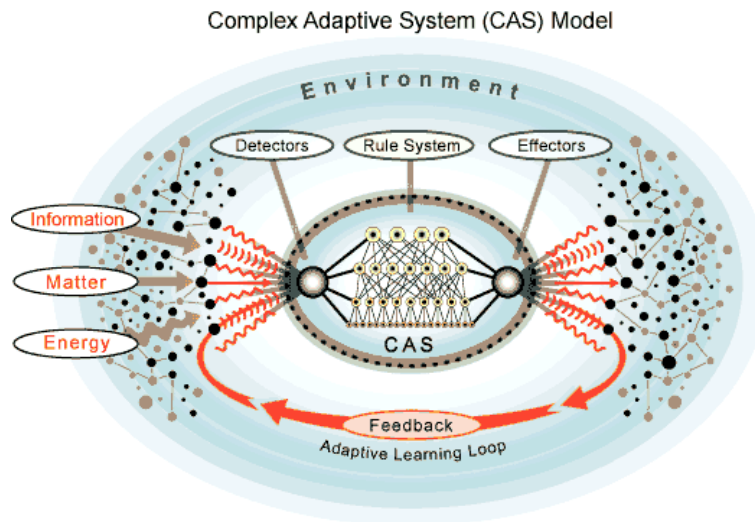 Complex Adaptive System (CAS) Model
Environment
Detectors
Rule System
Effectors
Information
Matter
Energy
CAS
Feedback
Adaptive Learning Loop